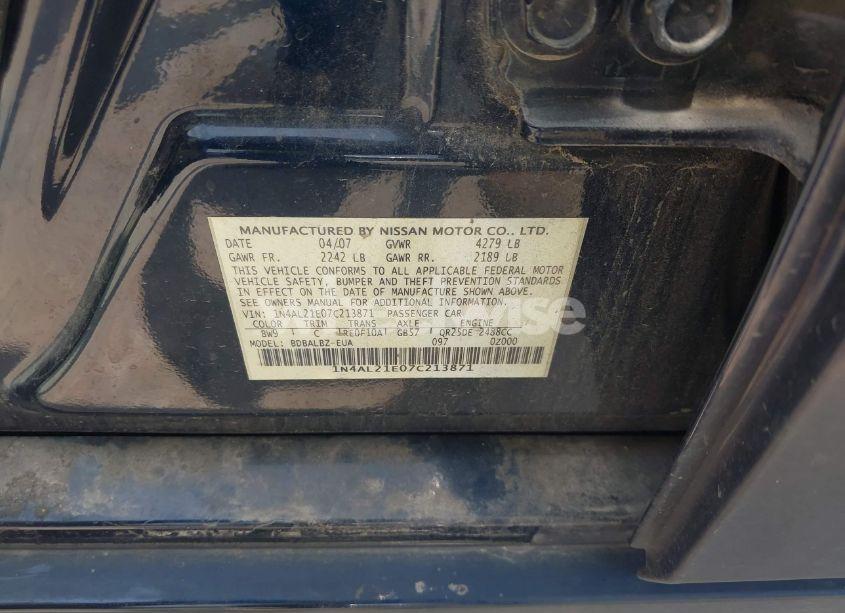 MANUFACTURED BY NISSAN MOTOR CO., LTD.
DATE 04/07 GVWR 4279 LB
GAWR FR. 2242 LB GAWR RR. 2189 LB
THIS VEHICLE CONFORMS TO ALL APPLICABLE FEDERAL MOTOR
VEHICLE SAFETY, BUMPER AND THEFT PREVENTION STANDARDS
IN EFFECT ON THE DATE OF MANUFACTURE SHOWN ABOVE.
SEE OWNERS MANUAL FOR ADDITIONAL INFORMATION.
VIN: 1N4AL21E07C213871 PASSENGER CAR
COLOR TRIM TRANS AXLE ENGINE
BW9 C RE0F10A GB57 QR25DE 2488CC
MODEL: BDBALBZ-EUA 097 0Z000
1N4AL21E07C213871